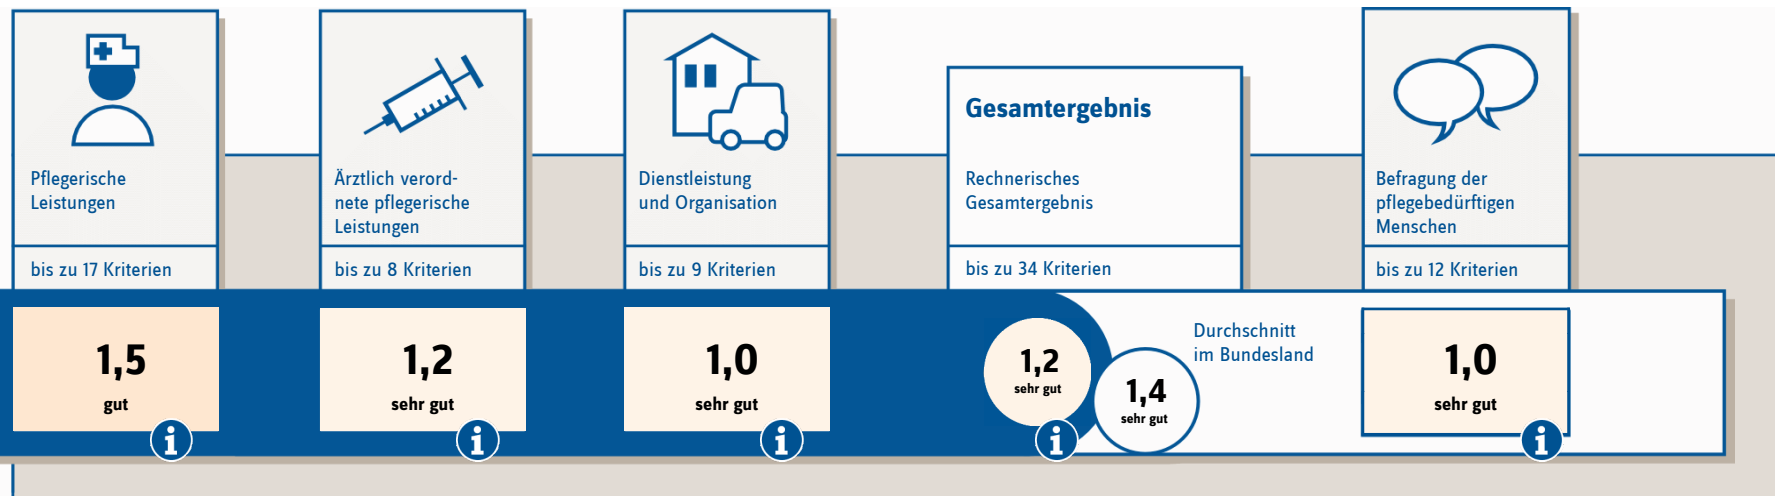 Pflegerische
Leistungen
bis zu 17 Kriterien
1,5
gut
Ärztlich verord-
nete pflegerische
Leistungen
bis zu 8 Kriterien
1,2
sehr gut
Dienstleistung
und Organisation
bis zu 9 Kriterien
1,0
sehr gut
Gesamtergebnis
Rechnerisches
Gesamtergebnis
bis zu 34 Kriterien
1,2
sehr gut
1,4
sehr gut
Durchschnitt
im Bundesland
Befragung der
pflegebedürftigen
Menschen
bis zu 12 Kriterien
1,0
sehr gut